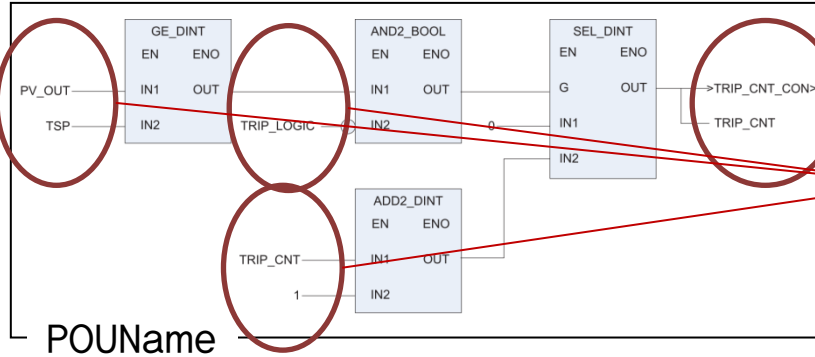 GE_DINT
EN ENO
PV_OUT IN1 OUT
TSP IN2
AND2_BOOL
EN ENO
IN1 OUT
TRIP_LOGIC IN2
SEL_DINT
EN ENO
G OUT >TRIP_CNT_CON>
0 IN1 TRIP_CNT
IN2
ADD2_DINT
EN ENO
TRIP_CNT IN1 OUT
1 IN2
POUName